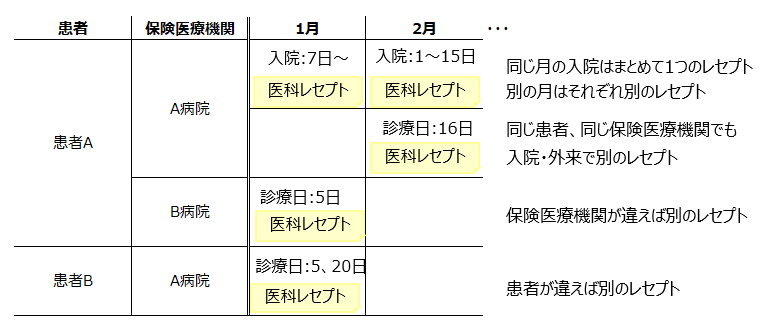 患者 保険医療機関 1月 2月 ･･･
入院:7日～ 入院:1～15日
医科レセプト 医科レセプト
同じ月の入院はまとめて1つのレセプト
別の月はそれぞれ別のレセプト
A病院
診療日:16日
医科レセプト
同じ患者、同じ保険医療機関でも
入院・外来で別のレセプト
患者A
B病院
診療日:5日
医科レセプト
保険医療機関が違えば別のレセプト
患者B
A病院
診療日:5、20日
医科レセプト
患者が違えば別のレセプト